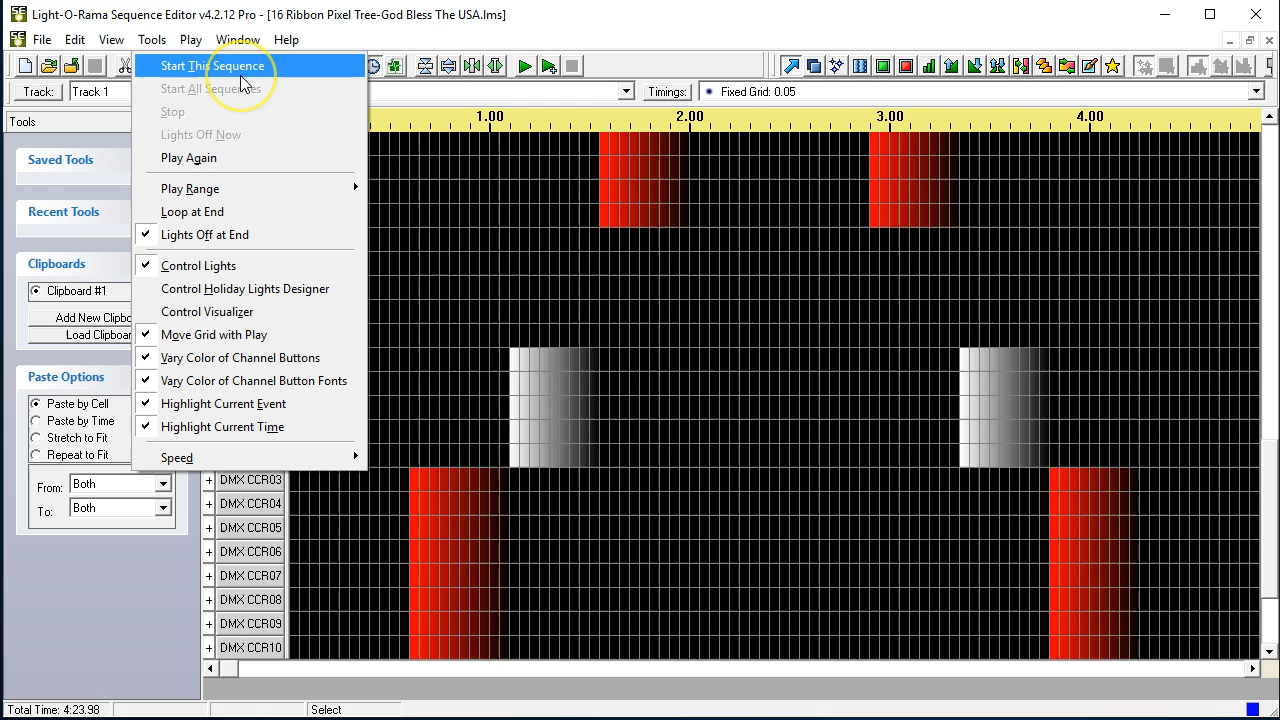 Light-O-Rama Sequence Editor v4.2.12 Pro - [16 Ribbon Pixel Tree-God Bless The USA.lms]
File Edit View Tools Play Window Help
Track: Track 1 Timings: Fixed Grid: 0.05
Start This Sequence
Start All Sequences
Stop
Lights Off Now
Play Again
Play Range
Loop at End
Lights Off at End
Control Lights
Control Holiday Lights Designer
Control Visualizer
Move Grid with Play
Vary Color of Channel Buttons
Vary Color of Channel Button Fonts
Highlight Current Event
Highlight Current Time
Speed
Tools
Saved Tools
Recent Tools
Clipboards
Clipboard #1
Add New Clipbo
Load Clipboar
Paste Options
Paste by Cell
Paste by Time
Stretch to Fit
Repeat to Fit
From: Both
To: Both
1.00 2.00 3.00 4.00
DMX CCR03
DMX CCR04
DMX CCR05
DMX CCR06
DMX CCR07
DMX CCR08
DMX CCR09
DMX CCR10
Total Time: 4:23.98 Select